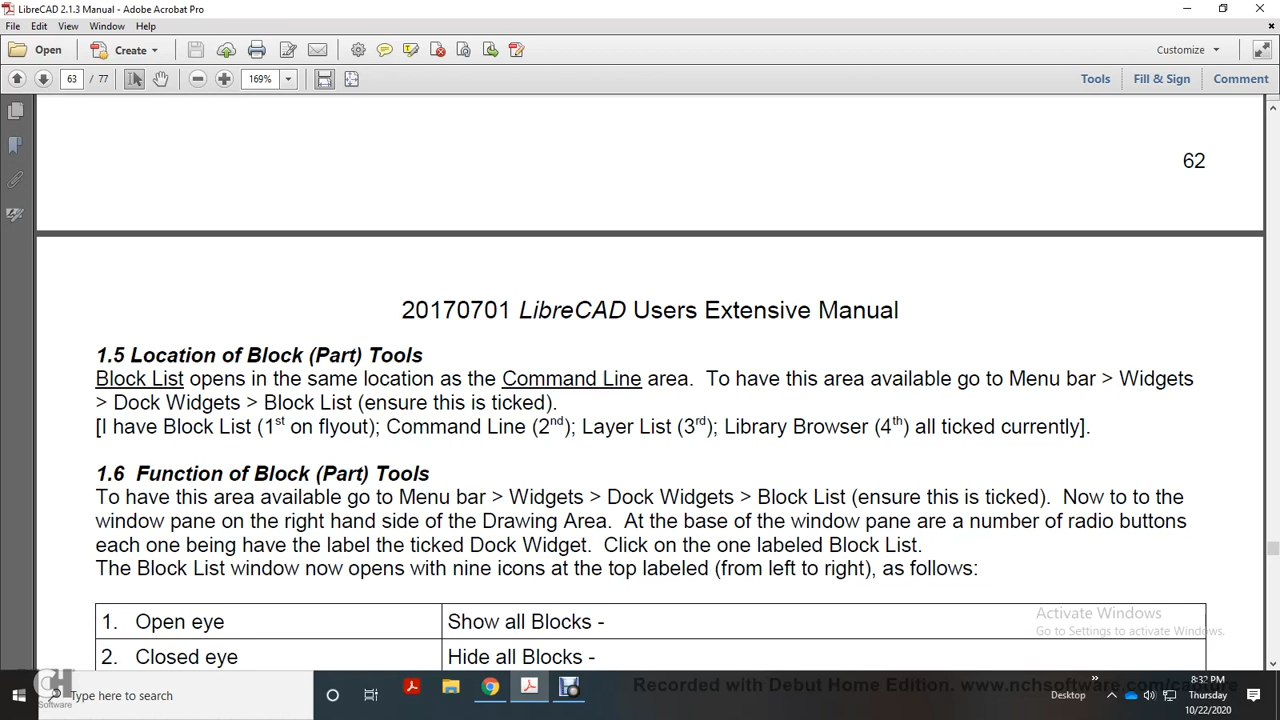 LibreCAD 2.1.3 Manual - Adobe Acrobat Pro
File Edit View Window Help
Open Create Customize
63 / 77 169% Tools Fill & Sign Comment
62
20170701 LibreCAD Users Extensive Manual
1.5 Location of Block (Part) Tools
Block List opens in the same location as the Command Line area. To have this area available go to Menu bar > Widgets
> Dock Widgets > Block List (ensure this is ticked).
[I have Block List (1st on flyout); Command Line (2nd); Layer List (3rd); Library Browser (4th) all ticked currently].
1.6 Function of Block (Part) Tools
To have this area available go to Menu bar > Widgets > Dock Widgets > Block List (ensure this is ticked). Now to to the
window pane on the right hand side of the Drawing Area. At the base of the window pane are a number of radio buttons
each one being have the label the ticked Dock Widget. Click on the one labeled Block List.
The Block List window now opens with nine icons at the top labeled (from left to right), as follows:
1. Open eye Show all Blocks -
Activate Windows
Go to Settings to activate Windows.
2. Closed eye Hide all Blocks -
Type here to search
Software
Recorded with Debut Home Edition. www.nchsoftware.com/capture
Desktop
8:32 PM
Thursday
10/22/2020